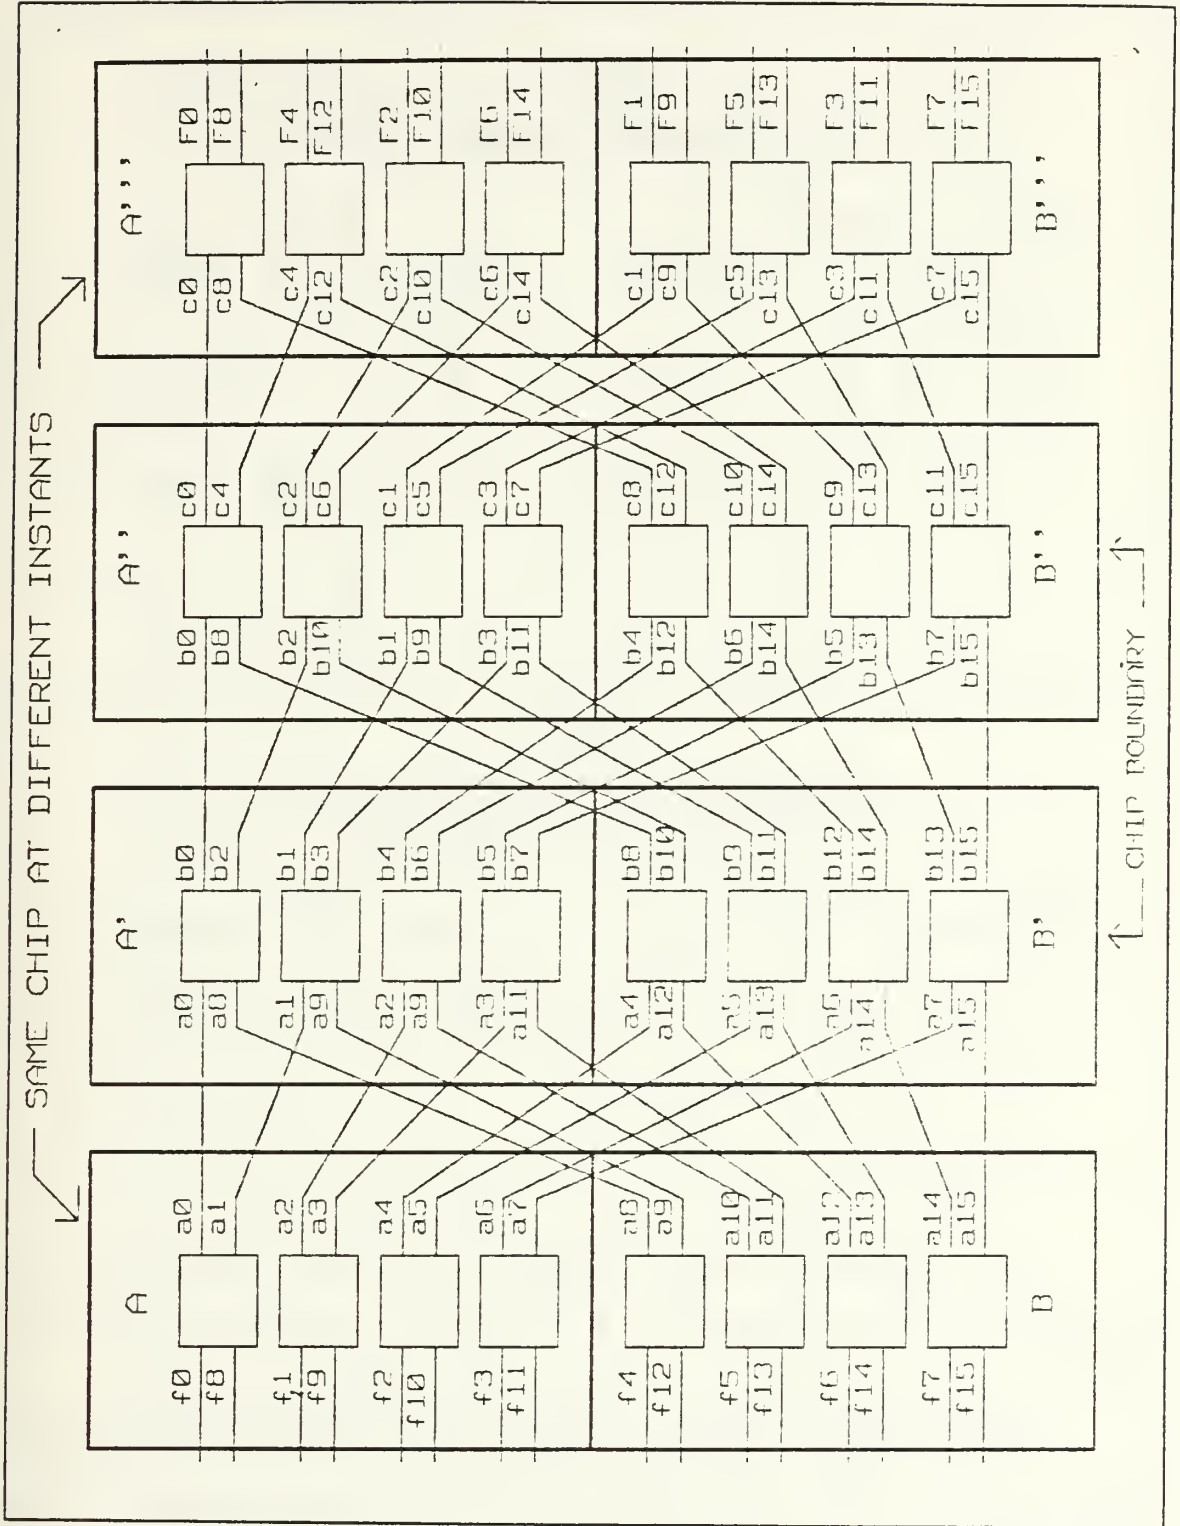 SAME CHIP AT DIFFERENT INSTANTS
A
f0
f8
f1
f9
f2
f10
f3
f11
f4
f12
f5
f13
f6
f14
f7
f15
a0
a1
a2
a3
a4
a5
a6
a7
a8
a9
a10
a11
a12
a13
a14
a15
B
A'
a0
a8
a1
a9
a2
a9
a3
a11
a4
a12
a5
a13
a6
a14
a7
a15
b0
b2
b1
b3
b4
b6
b5
b7
b8
b10
b9
b11
b12
b14
b13
b15
B'
A''
b0
b8
b2
b10
b1
b9
b3
b11
b4
b12
b6
b14
b5
b13
b7
b15
c0
c4
c2
c6
c1
c5
c3
c7
c8
c12
c10
c14
c9
c13
c11
c15
B''
A'''
c0
c8
c4
c12
c2
c10
c6
c14
c1
c9
c5
c13
c3
c11
c7
c15
F0
F8
F4
F12
F2
F10
F6
F14
F1
F9
F5
F13
F3
F11
F7
F15
B'''
CHIP BOUNDARY